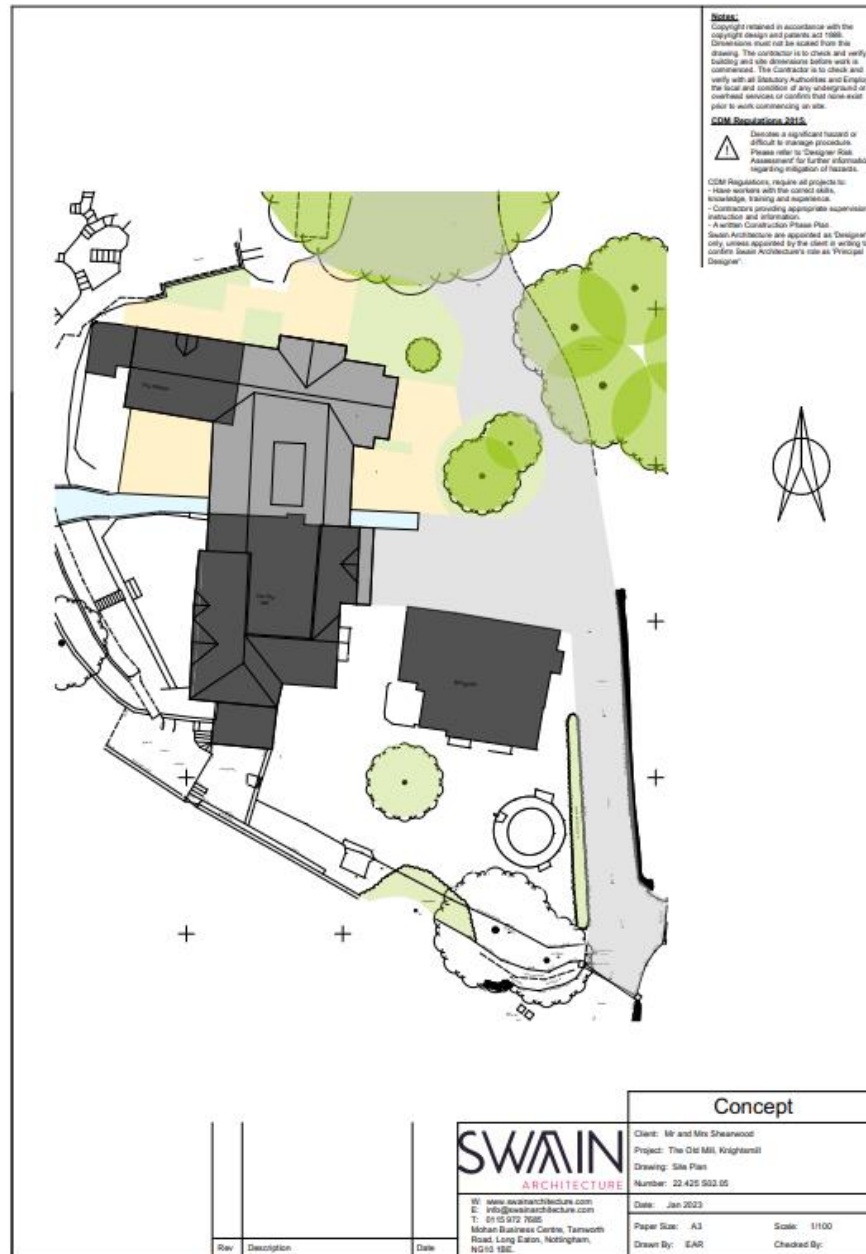 Notes:
Copyright retained in accordance with the
copyright design and patents act 1988.
Dimensions must not be scaled from this
drawing. The contractor is to check and verify
building and site dimensions before work is
commenced. The Contractor is to check and
verify with all Statutory Authorities and Employ
the local and condition of any underground or
overhead services or confirm that none exist
prior to work commencing on site.
CDM Regulations 2015.
Denotes a significant hazard or
difficult to manage procedure.
Please refer to 'Designer Risk
Assessment' for further informatio
regarding mitigation of hazards.
CDM Regulations, require all projects to:
- Have workers with the correct skills,
knowledge, training and experience.
- Contractors providing appropriate supervision
instruction and information.
- A written Construction Phase Plan.
Swain Architecture are appointed as 'Designer'
only, unless appointed by the client in writing to
confirm Swain Architecture's role as 'Principal
Designer'.
Concept
Client: Mr and Mrs Shearwood
Project: The Old Mill, Knightsmill
Drawing: Site Plan
Number: 22.425 S02.05
Date: Jan 2023
Paper Size: A3 Scale: 1/100
Drawn By: EAR Checked By:
SWAIN
ARCHITECTURE
W: www.swainarchitecture.com
E: info@swainarchitecture.com
T: 0115 972 7685
Mohan Business Centre, Tamworth
Road, Long Eaton, Nottingham,
NG10 1BE.
Rev Description Date